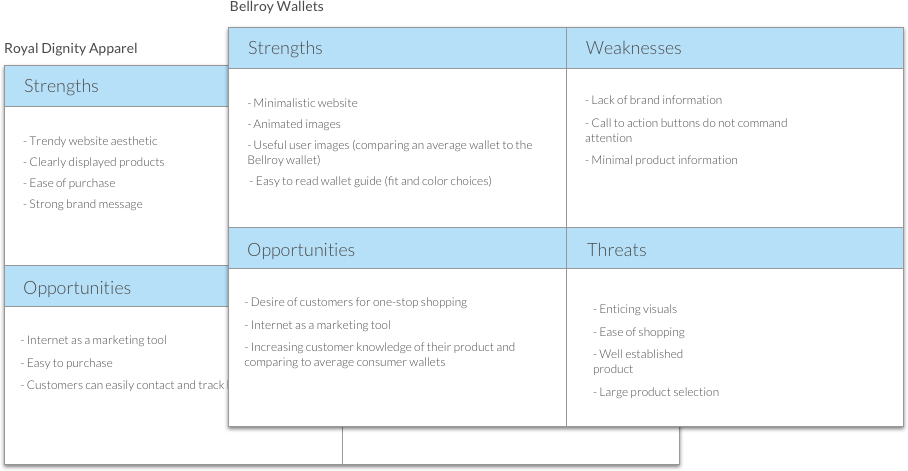 Bellroy Wallets
Strengths
Weaknesses
- Minimalistic website
- Animated images
- Useful user images (comparing an average wallet to the
Bellroy wallet)
- Easy to read wallet guide (fit and color choices)
- Lack of brand information
- Call to action buttons do not command
attention
- Minimal product information
Opportunities
Threats
- Desire of customers for one-stop shopping
- Internet as a marketing tool
- Increasing customer knowledge of their product and
comparing to average consumer wallets
- Enticing visuals
- Ease of shopping
- Well established
product
- Large product selection
Royal Dignity Apparel
Strengths
- Trendy website aesthetic
- Clearly displayed products
- Ease of purchase
- Strong brand message
Opportunities
- Internet as a marketing tool
- Easy to purchase
- Customers can easily contact and track